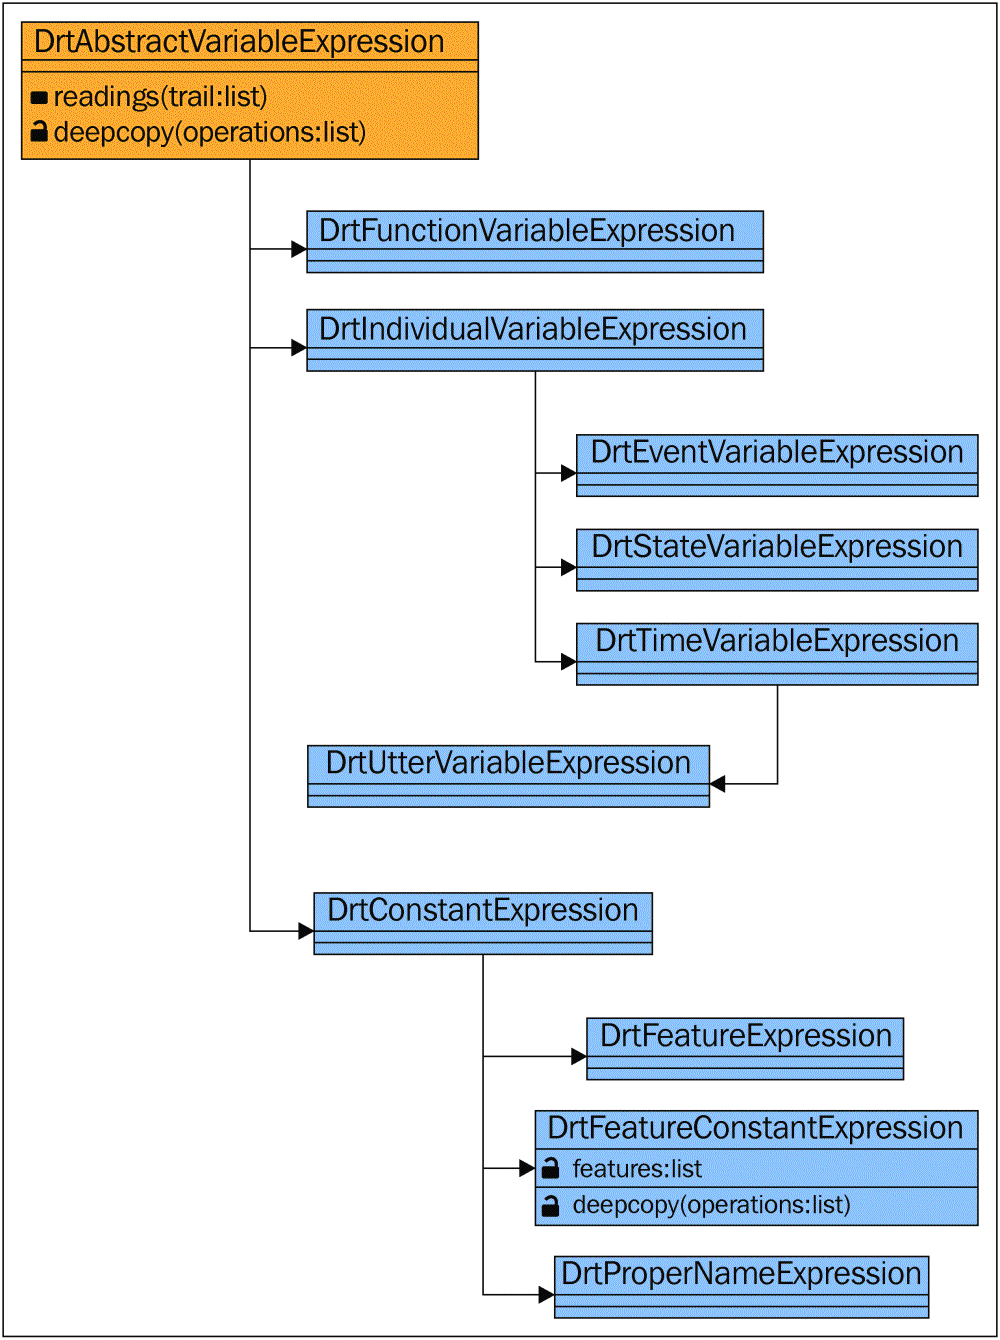 DrtAbstractVariableExpression
readings(trail:list)
deepcopy(operations:list)
DrtFunctionVariableExpression
DrtIndividualVariableExpression
DrtEventVariableExpression
DrtStateVariableExpression
DrtTimeVariableExpression
DrtUtterVariableExpression
DrtConstantExpression
DrtFeatureExpression
DrtFeatureConstantExpression
features:list
deepcopy(operations:list)
DrtProperNameExpression